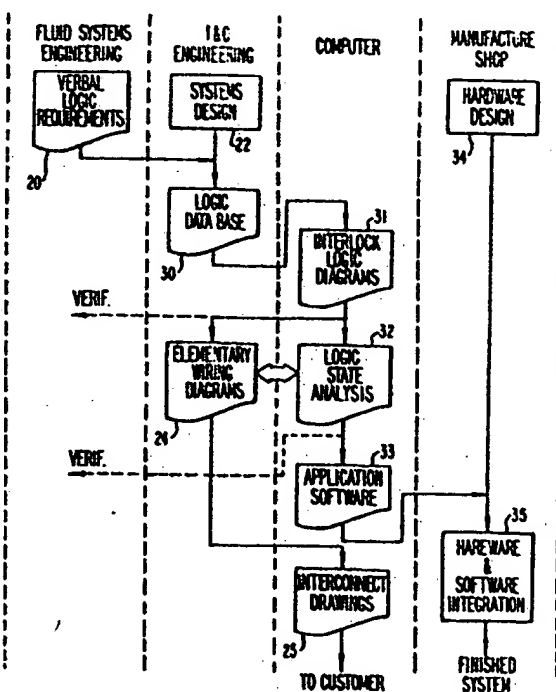 FLUID SYSTEMS
ENGINEERING
I&C
ENGINEERING
COMPUTER
MANUFACTURE
SHOP
VERBAL
LOGIC
REQUIREMENTS
20
SYSTEMS
DESIGN
22
HARDWARE
DESIGN
34
LOGIC
DATA BASE
30
31
INTERLOCK
LOGIC
DIAGRAMS
VERIF.
ELEMENTARY
WIRING
DIAGRAMS
24
32
LOGIC
STATE
ANALYSIS
VERIF.
33
APPLICATION
SOFTWARE
35
HAREWARE
&
SOFTWARE
INTEGRATION
INTERCONNECT
DRAWINGS
25
TO CUSTOMER
FINISHED
SYSTEM